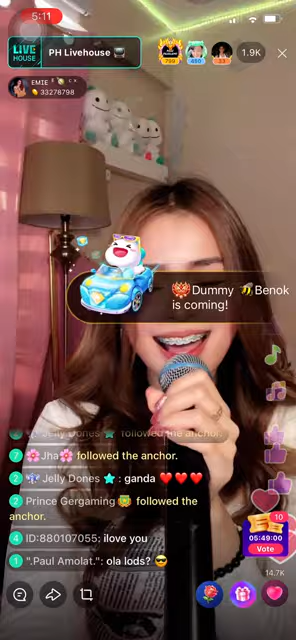 5:11
LIVE HOUSE
PH Livehouse
799
450
33
1.9K
EMIE
33278798
Dummy Benok
is coming!
Jelly Dones : followed the anchor.
7 Jha followed the anchor.
2 Jelly Dones : ganda
2 Prince Gergaming followed the
anchor.
4 ID:880107055: ilove you
1 ".Paul Amolat.": ola lods?
10
05:49:00
Vote
14.7K